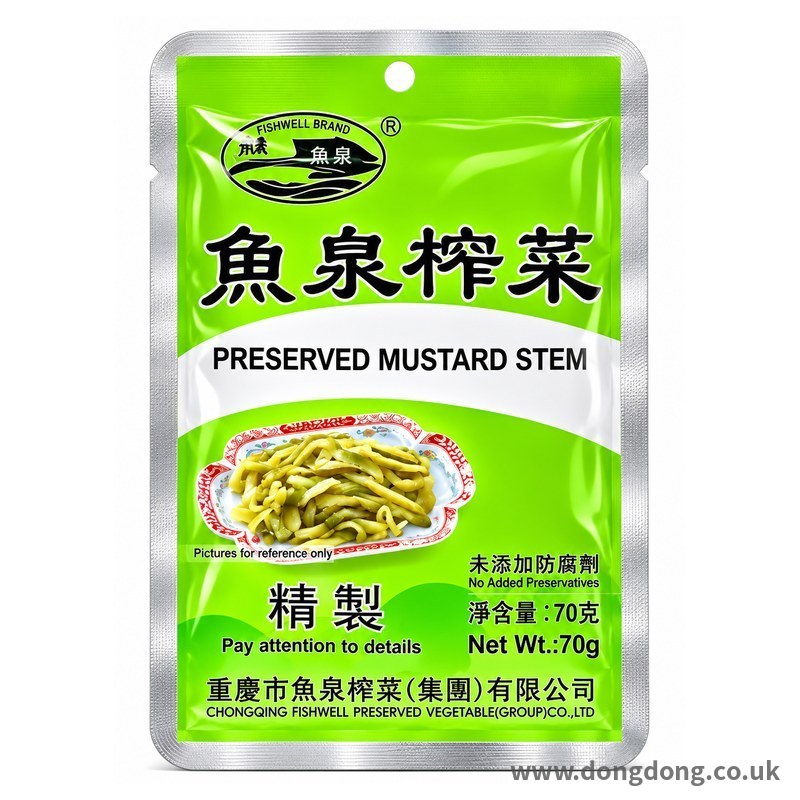 FISHWELL BRAND
魚泉
®
魚泉榨菜
PRESERVED MUSTARD STEM
Pictures for reference only
未添加防腐劑
No Added Preservatives
精製
淨含量:70克
Pay attention to details
Net Wt.:70g
重慶市魚泉榨菜(集團)有限公司
CHONGQING FISHWELL PRESERVED VEGETABLE(GROUP)CO.,LTD
www.dongdong.co.uk